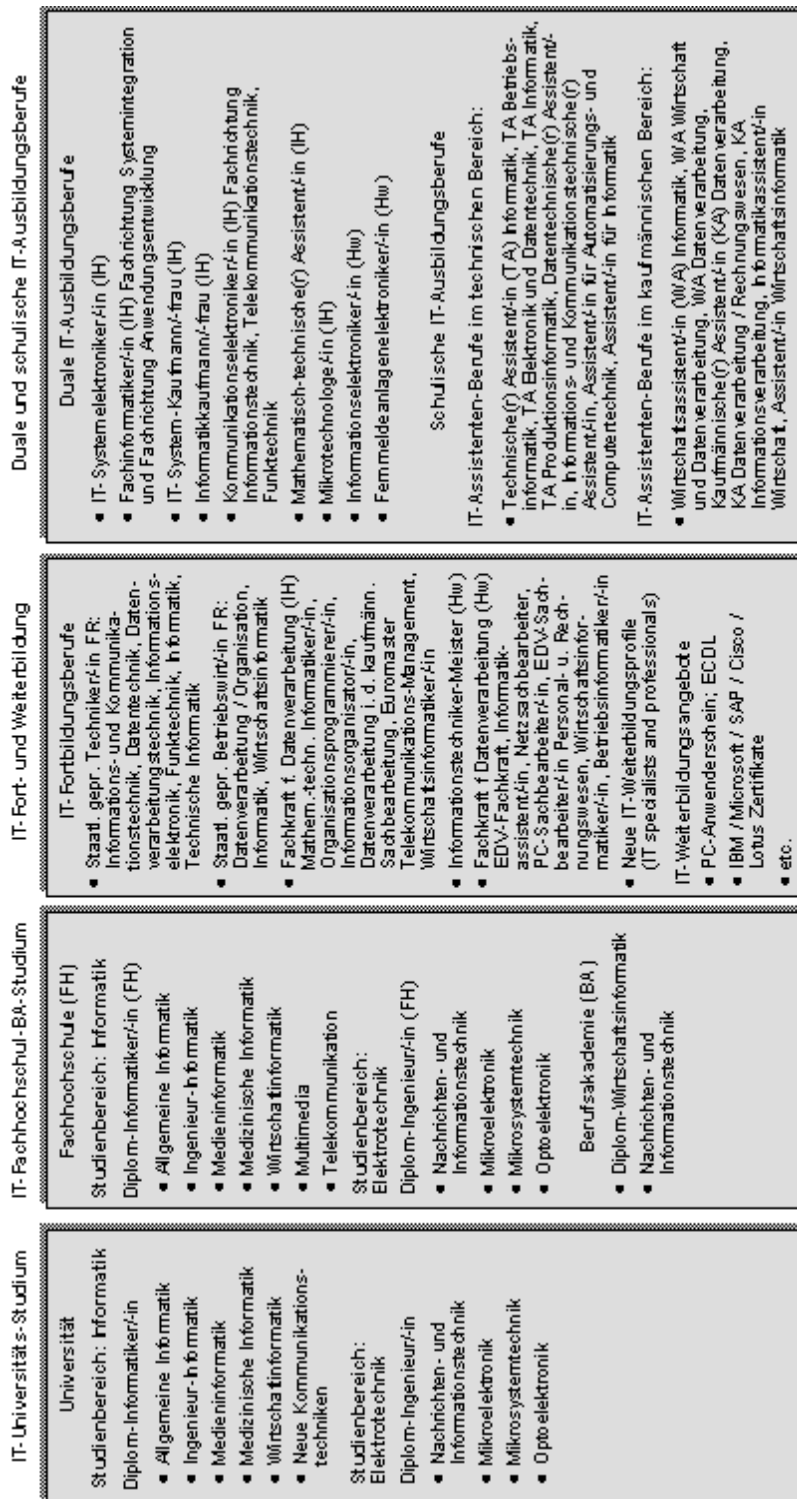 IT-Universitäts-Studium
Universität
Studienbereich: Informatik
Diplom-Informatiker/-in
• Allgemeine Informatik
• Ingenieur-Informatik
• Medieninformatik
• Medizinische Informatik
• Wirtschaftinformatik
• Neue Kommunikations-
techniken
Studienbereich:
Elektrotechnik
Diplom-Ingenieur/-in
• Nachrichten- und
Informationstechnik
• Mikroelektronik
• Mikrosystemtechnik
• Optoelektronik
IT-Fachhochschul-BA-Studium
Fachhochschule (FH)
Studienbereich: Informatik
Diplom-Informatiker/-in (FH)
• Allgemeine Informatik
• Ingenieur-Informatik
• Medieninformatik
• Medizinische Informatik
• Wirtschaftinformatik
• Multimedia
• Telekommunikation
Studienbereich:
Elektrotechnik
Diplom-Ingenieur/-in (FH)
• Nachrichten- und
Informationstechnik
• Mikroelektronik
• Mikrosystemtechnik
• Optoelektronik
Berufsakademie (BA)
• Diplom-Wirtschaftsinformatik
• Nachrichten- und
Informationstechnik
IT-Fort- und Weiterbildung
IT-Fortbildungsberufe
• Staatl. gepr. Techniker/-in FR:
Informations- und Kommunika-
tionstechnik, Datentechnik, Daten-
verarbeitungstechnik, Informations-
elektronik, Funktechnik, Informatik,
Technische Informatik
• Staatl. gepr. Betriebswirt/-in FR:
Datenverarbeitung / Organisation,
Informatik, Wirtschaftsinformatik
• Fachkraft f. Datenverarbeitung (IH)
Mathem.-techn. Informatiker/-in,
Organisationsprogrammierer/-in,
Informationsorganisator/-in,
Datenverarbeitung i. d. kaufmänn.
Sachbearbeitung, Euromaster
Telekommunikations-Management,
Wirtschaftsinformatiker/-in
• Informationstechniker-Meister (Hw)
• Fachkraft f Datenverarbeitung (Hw)
EDV-Fachkraft, Informatik-
assistent/-in, Netzsachbearbeiter,
PC-Sachbearbeiter/-in, EDV-Sach-
bearbeiter/-in Personal- u. Rech-
nungswesen, Wirtschaftsinfor-
matiker/-in, Betriebsinformatiker/-in
• Neue IT-Weiterbildungsprofile
(IT specialists and professionals)
IT-Weiterbildungsangebote
• PC-Anwenderschein; ECDL
• IBM / Microsoft / SAP / Cisco /
Lotus Zertifikate
• etc.
Duale und schulische IT-Ausbildungsberufe
Duale IT-Ausbildungsberufe
• IT-Systemelektroniker/-in (IH)
• Fachinformatiker/-in (IH) Fachrichtung Systemintegration
und Fachrichtung Anwendungsentwicklung
• IT-System-Kaufmann/-frau (IH)
• Informatikkaufmann/-frau (IH)
• Kommunikationselektroniker/-in (IH) Fachrichtung
Informationstechnik, Telekommunikationstechnik,
Funktechnik
• Mathematisch-technische(r) Assistent/-in (IH)
• Mikrotechnologe/-in (IH)
• Informationselektroniker/-in (Hw)
• Fernmeldeanlagenelektroniker/-in (Hw)
Schulische IT-Ausbildungsberufe
IT-Assistenten-Berufe im technischen Bereich:
• Technische(r) Assistent/-in (TA) Informatik, TA Betriebs-
informatik, TA Elektronik und Datentechnik, TA Informatik,
TA Produktionsinformatik, Datentechnische(r) Assistent/-
in, Informations- und Kommunikationstechnische(r)
Assistent/-in, Assistent/-in für Automatisierungs- und
Computertechnik, Assistent/-in für Informatik
IT-Assistenten-Berufe im kaufmännischen Bereich:
• Wirtschaftsassistent/-in (WA) Informatik, WA Wirtschaft
und Datenverarbeitung, WA Datenverarbeitung,
Kaufmännische(r) Assistent/-in (KA) Datenverarbeitung,
KA Datenverarbeitung / Rechnungswesen, KA
Informationsverarbeitung, Informatikassistent/-in
Wirtschaft, Assistent/-in Wirtschaftsinformatik